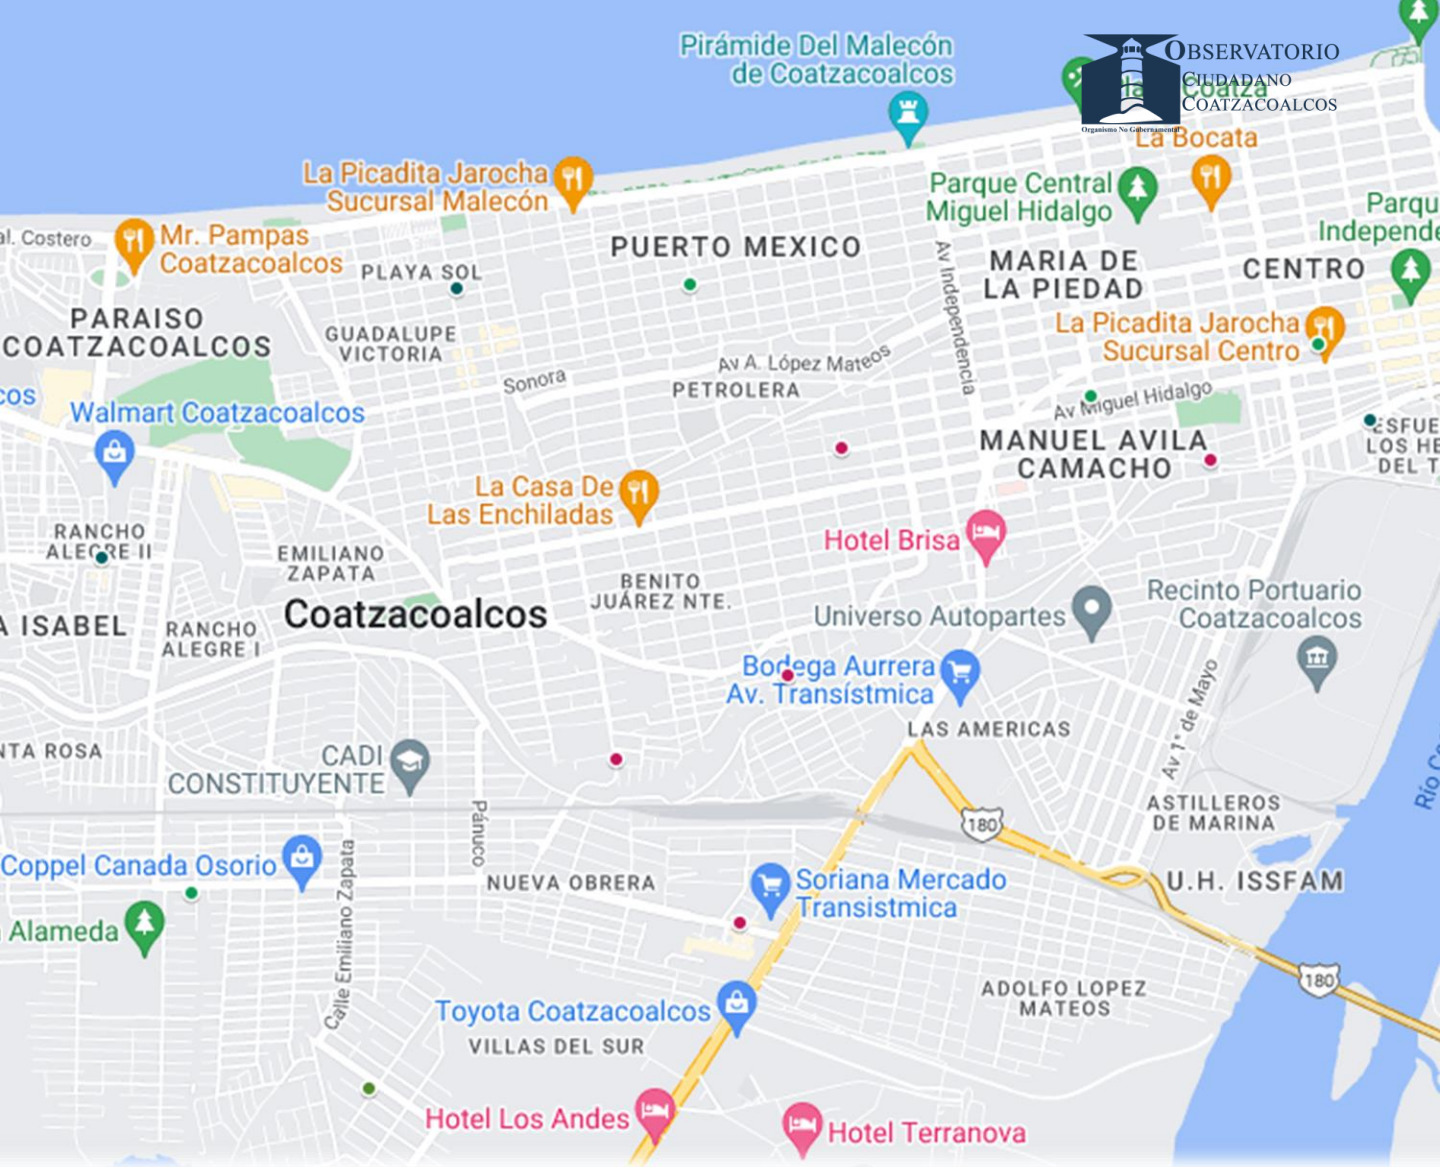 Pirámide Del Malecón
de Coatzacoalcos
OBSERVATORIO
CIUDADANO
COATZACOALCOS
Organismo No Gubernamental
La Bocata
La Picadita Jarocha
Sucursal Malecón
Parque Central
Miguel Hidalgo
Parqu
Independe
al. Costero
Mr. Pampas
Coatzacoalcos
PLAYA SOL
PUERTO MEXICO
Av Independencia
MARIA DE
LA PIEDAD
CENTRO
PARAISO
COATZACOALCOS
GUADALUPE
VICTORIA
La Picadita Jarocha
Sucursal Centro
Sonora
Av A. López Mateos
PETROLERA
Av Miguel Hidalgo
cos
Walmart Coatzacoalcos
MANUEL AVILA
CAMACHO
ESFUE
LOS HE
DEL T
La Casa De
Las Enchiladas
RANCHO
ALEGRE II
EMILIANO
ZAPATA
Hotel Brisa
BENITO
JUÁREZ NTE.
Recinto Portuario
Coatzacoalcos
Coatzacoalcos
Universo Autopartes
A ISABEL
RANCHO
ALEGRE I
Bodega Aurrera
Av. Transístmica
Av 1° de Mayo
LAS AMERICAS
NTA ROSA
CADI
CONSTITUYENTE
Río Co
ASTILLEROS
DE MARINA
180
Pánuco
Coppel Canada Osorio
NUEVA OBRERA
Soriana Mercado
Transistmica
U.H. ISSFAM
Alameda
Calle Emiliano Zapata
180
ADOLFO LOPEZ
MATEOS
Toyota Coatzacoalcos
VILLAS DEL SUR
Hotel Los Andes
Hotel Terranova